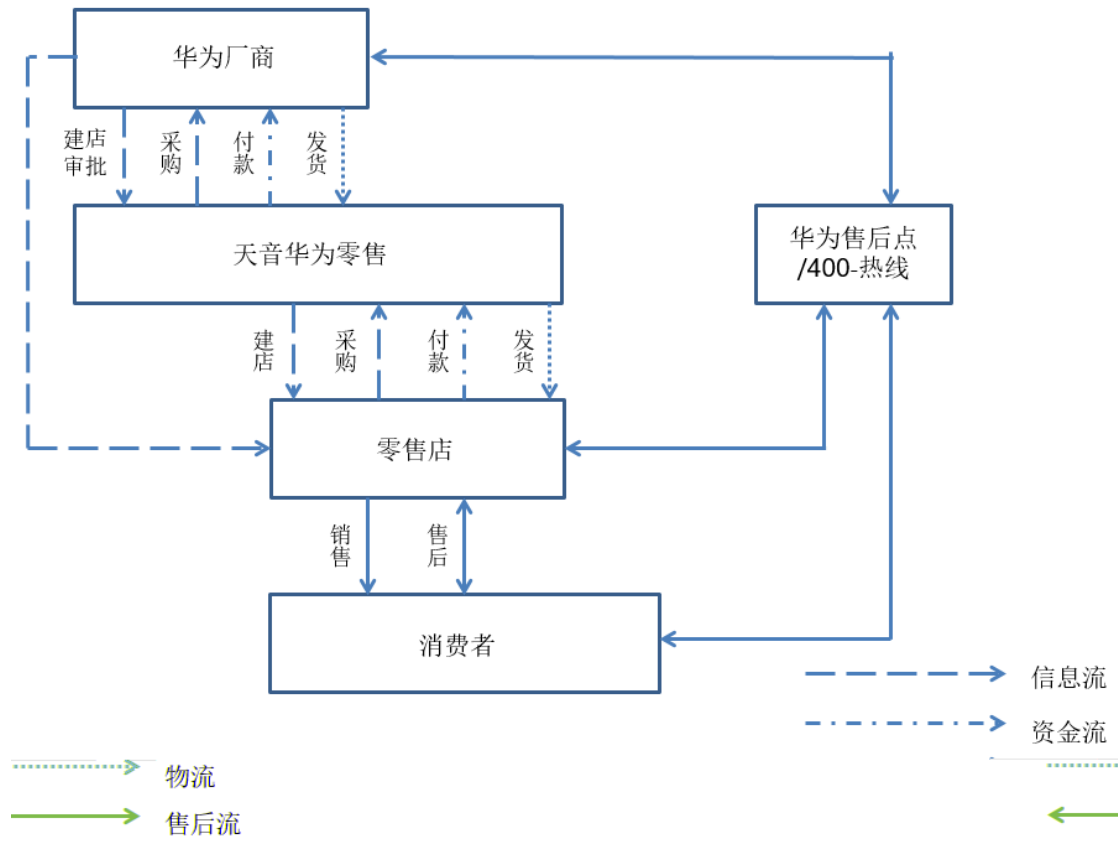 华为厂商
建店
审批
采购
付款
发货
天音华为零售
华为售后点
/400-热线
建店
采购
付款
发货
零售店
销售
售后
消费者
信息流
资金流
物流
售后流